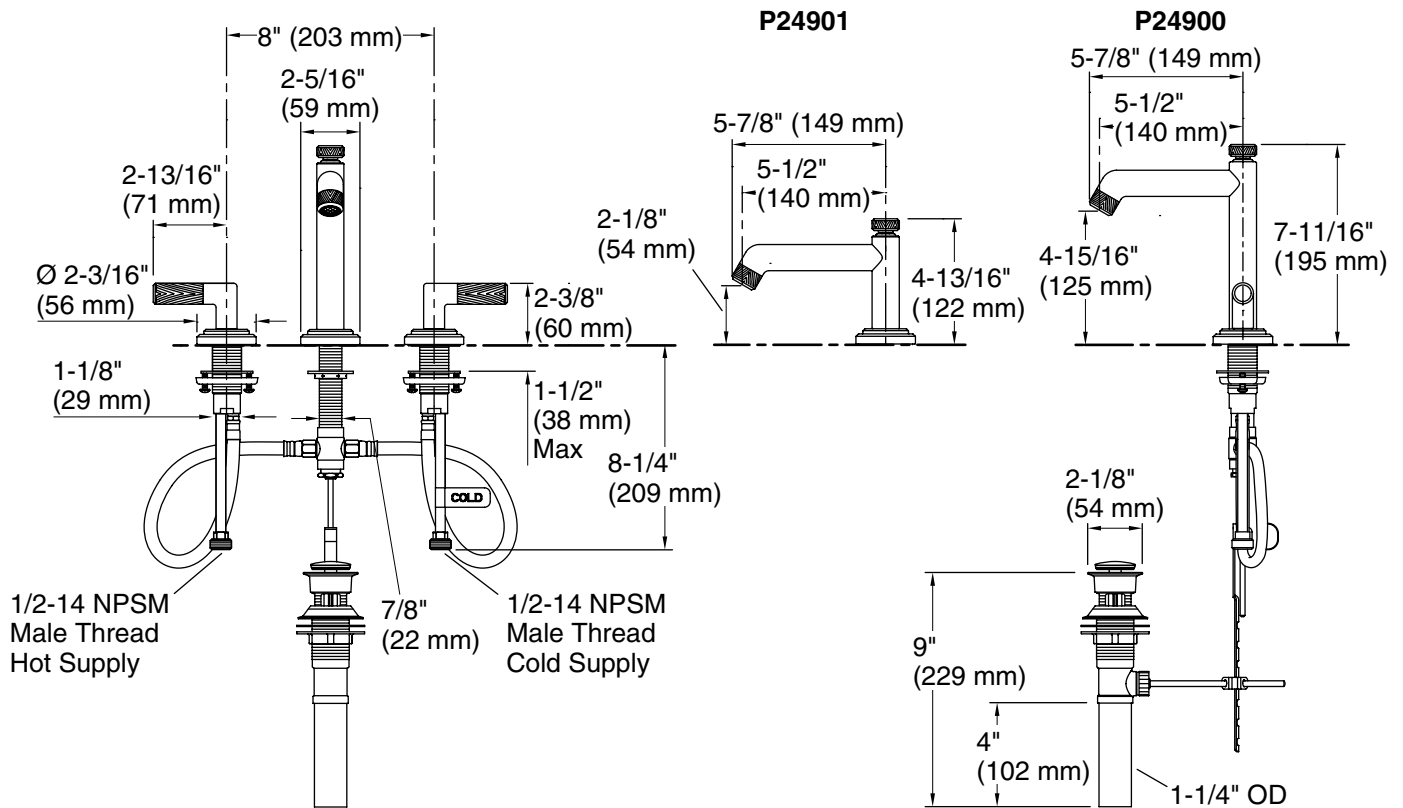 8" (203 mm)
2-5/16"
(59 mm)
2-13/16"
(71 mm)
Ø 2-3/16"
(56 mm)
2-3/8"
(60 mm)
1-1/8"
(29 mm)
1-1/2"
(38 mm)
Max
8-1/4"
(209 mm)
COLD
1/2-14 NPSM
Male Thread
Hot Supply
7/8"
(22 mm)
1/2-14 NPSM
Male Thread
Cold Supply
P24901
5-7/8" (149 mm)
5-1/2"
(140 mm)
2-1/8"
(54 mm)
4-13/16"
(122 mm)
P24900
5-7/8" (149 mm)
5-1/2"
(140 mm)
4-15/16"
(125 mm)
7-11/16"
(195 mm)
2-1/8"
(54 mm)
9"
(229 mm)
4"
(102 mm)
1-1/4" OD